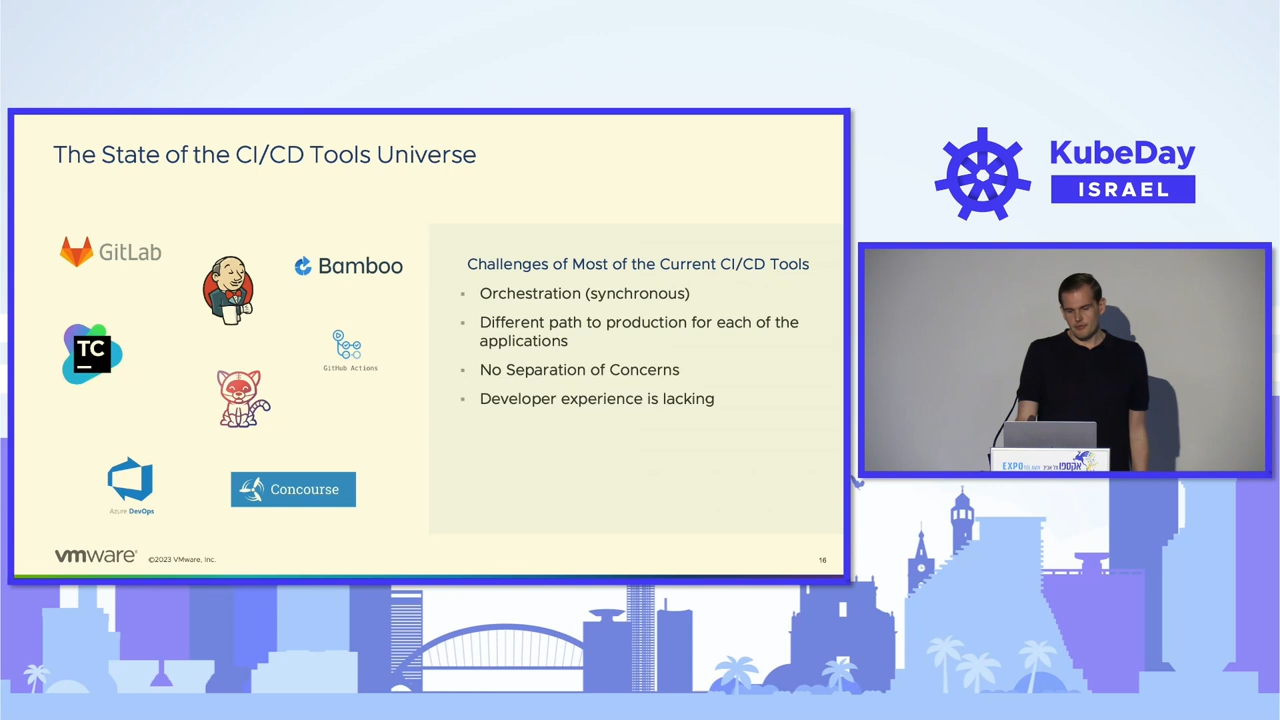 The State of the CI/CD Tools Universe
GitLab
Bamboo
TC
GitHub Actions
Azure DevOps
Concourse
Challenges of Most of the Current CI/CD Tools
Orchestration (synchronous)
Different path to production for each of the
applications
No Separation of Concerns
Developer experience is lacking
vmware
©2023 VMware, Inc.
16
KubeDay
ISRAEL
EXPO
אקספו